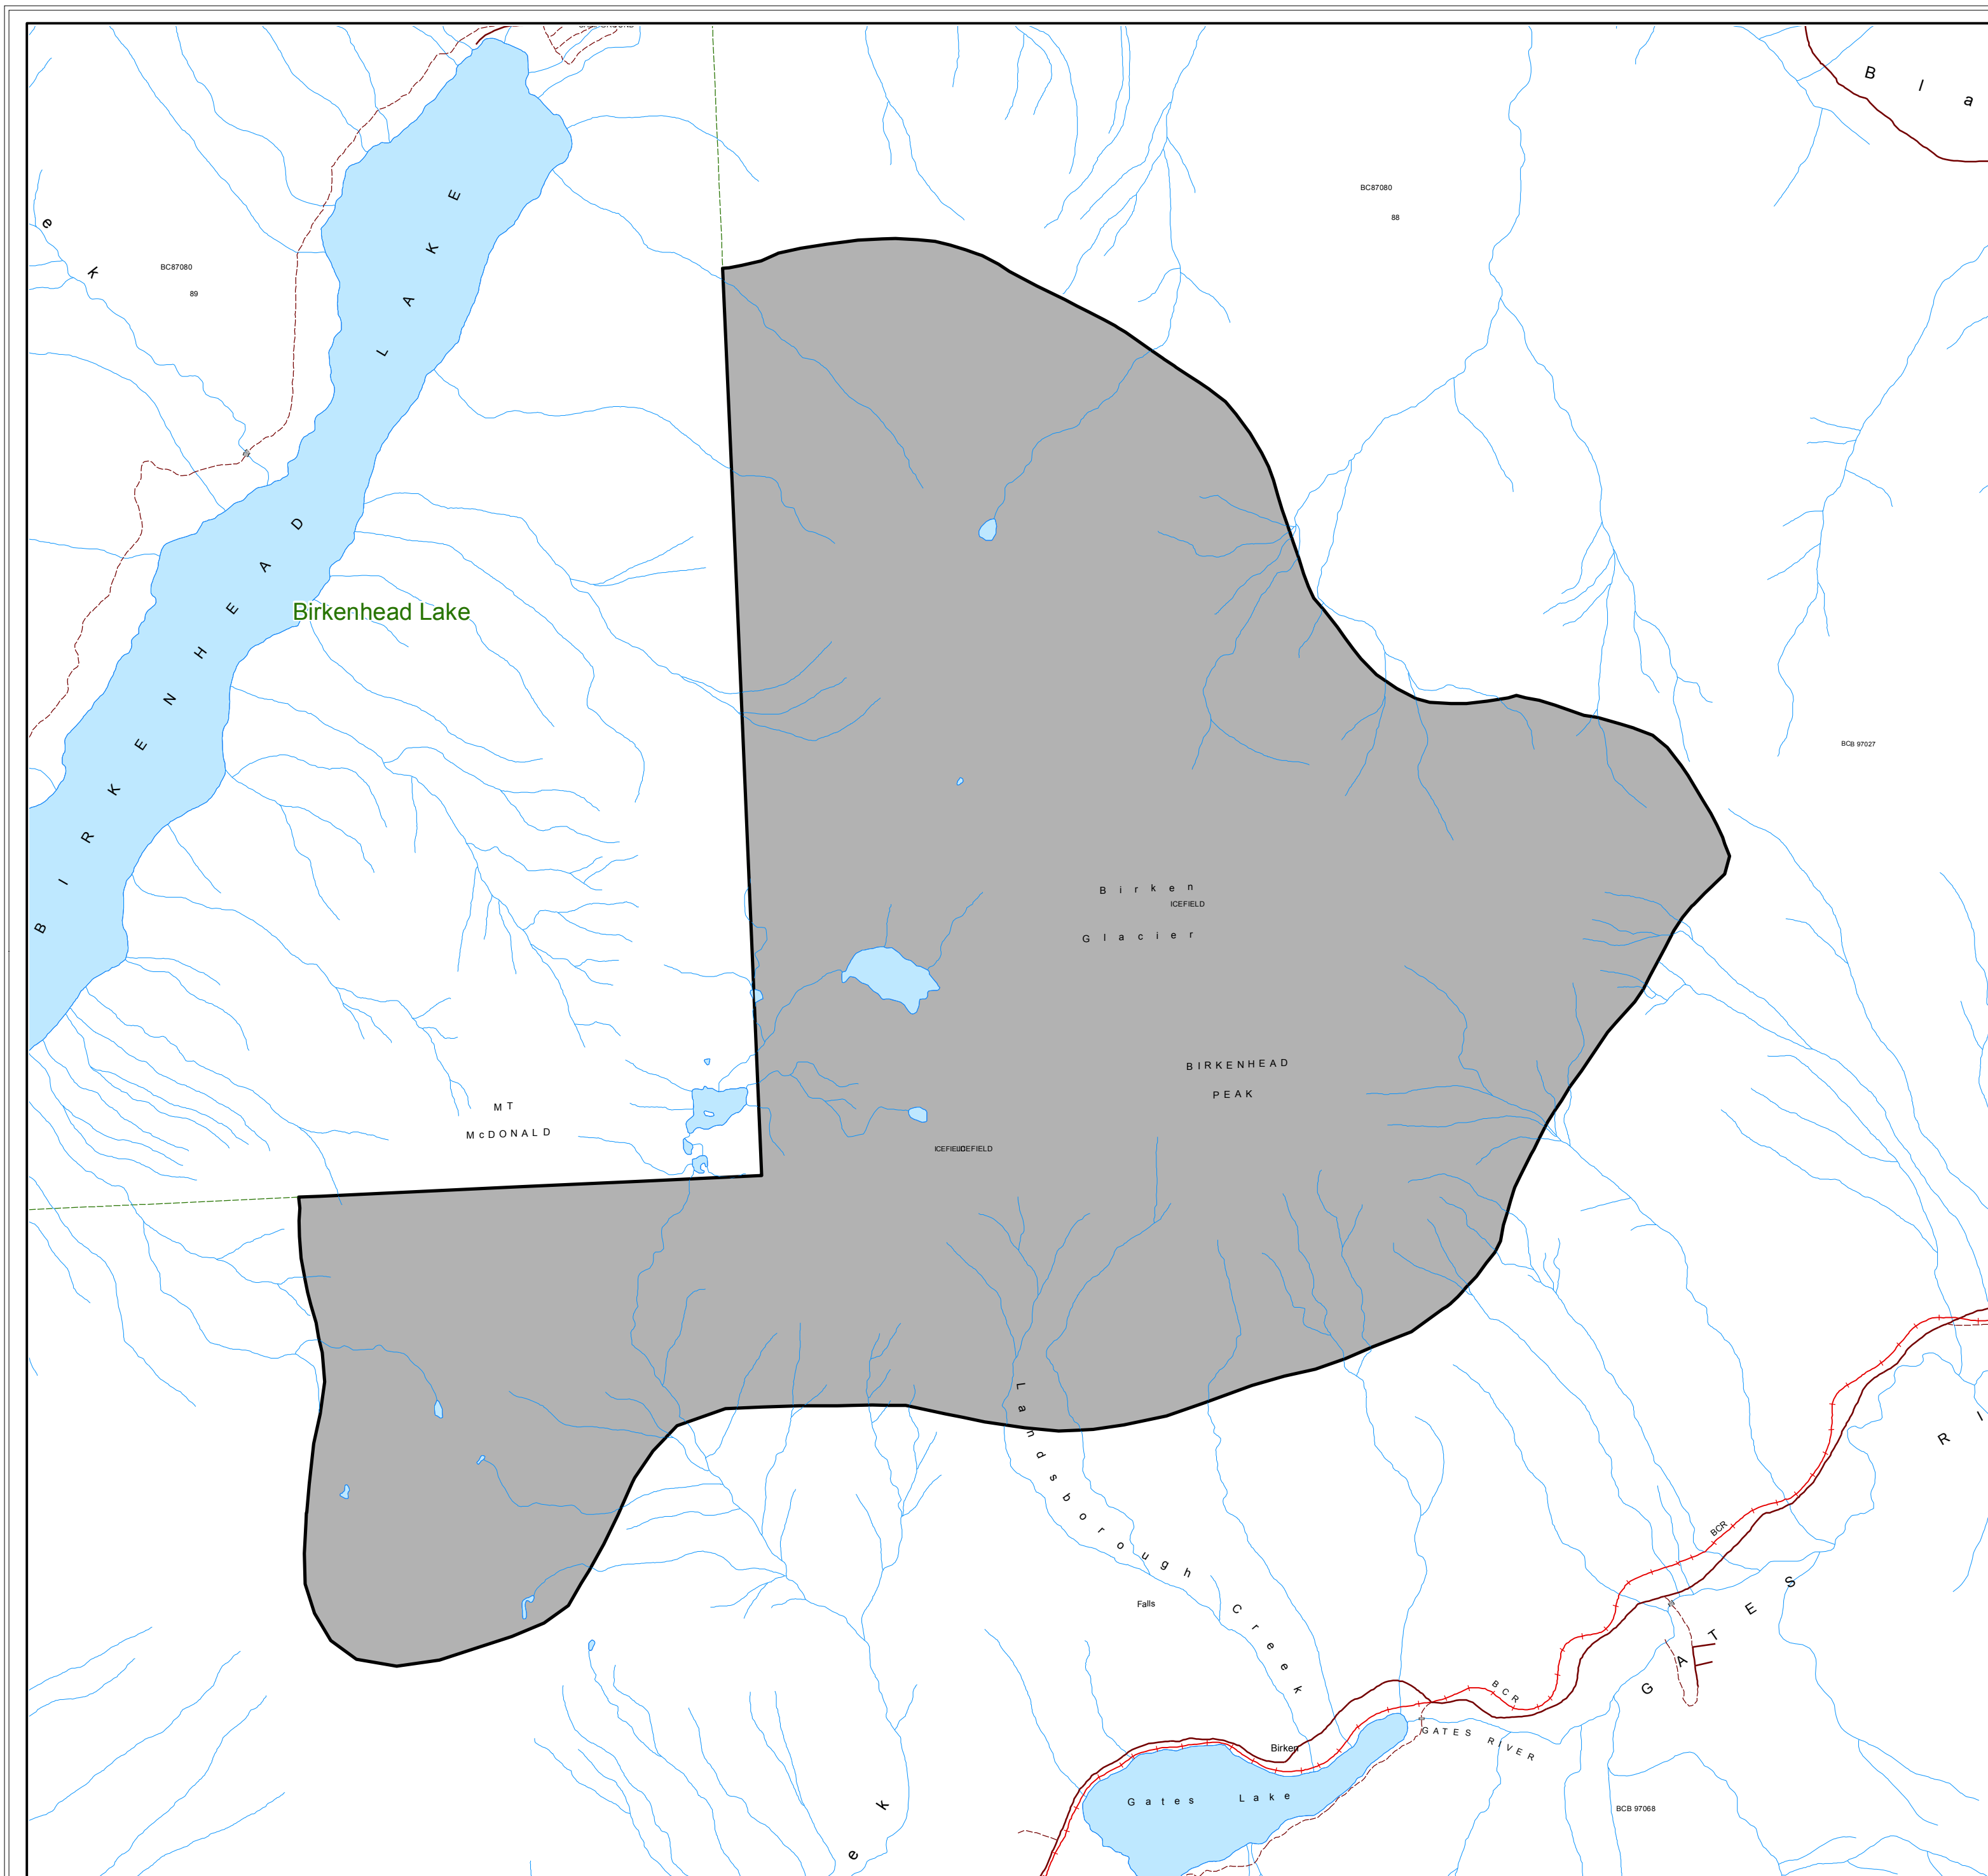 B l a
BC87080
88
e k
BC87080
89
BIRKENHEAD LAKE
Birkenhead Lake
BCB 97027
Birken
ICEFIELD
Glacier
BIRKENHEAD
PEAK
MT
McDONALD
ICEFIELD
ICEFIELD
Landsborough Creek
Falls
BCR
R I
GATES
BCR
GATES RIVER
Birken
Gates Lake
BCB 97068
e k